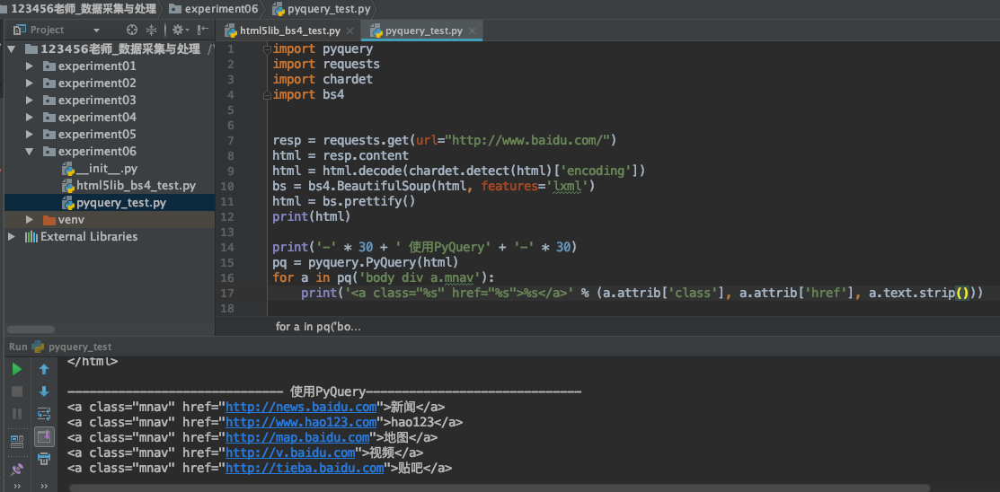 123456老师_数据采集与处理 experiment06 pyquery_test.py
Project
html5lib_bs4_test.py pyquery_test.py
123456老师_数据采集与处理
experiment01
experiment02
experiment03
experiment04
experiment05
experiment06
__init__.py
html5lib_bs4_test.py
pyquery_test.py
venv
External Libraries
1 import pyquery
2 import requests
3 import chardet
4 import bs4
5
6
7 resp = requests.get(url="http://www.baidu.com/")
8 html = resp.content
9 html = html.decode(chardet.detect(html)['encoding'])
10 bs = bs4.BeautifulSoup(html, features='lxml')
11 html = bs.prettify()
12 print(html)
13
14 print('-' * 30 + ' 使用PyQuery' + '-' * 30)
15 pq = pyquery.PyQuery(html)
16 for a in pq('body div a.mnav'):
17 print('<a class="%s" href="%s">%s</a>' % (a.attrib['class'], a.attrib['href'], a.text.strip()))
18
for a in pq('bo...
Run pyquery_test
</html>
------------------------------ 使用PyQuery------------------------------
<a class="mnav" href="http://news.baidu.com">新闻</a>
<a class="mnav" href="http://www.hao123.com">hao123</a>
<a class="mnav" href="http://map.baidu.com">地图</a>
<a class="mnav" href="http://v.baidu.com">视频</a>
<a class="mnav" href="http://tieba.baidu.com">贴吧</a>